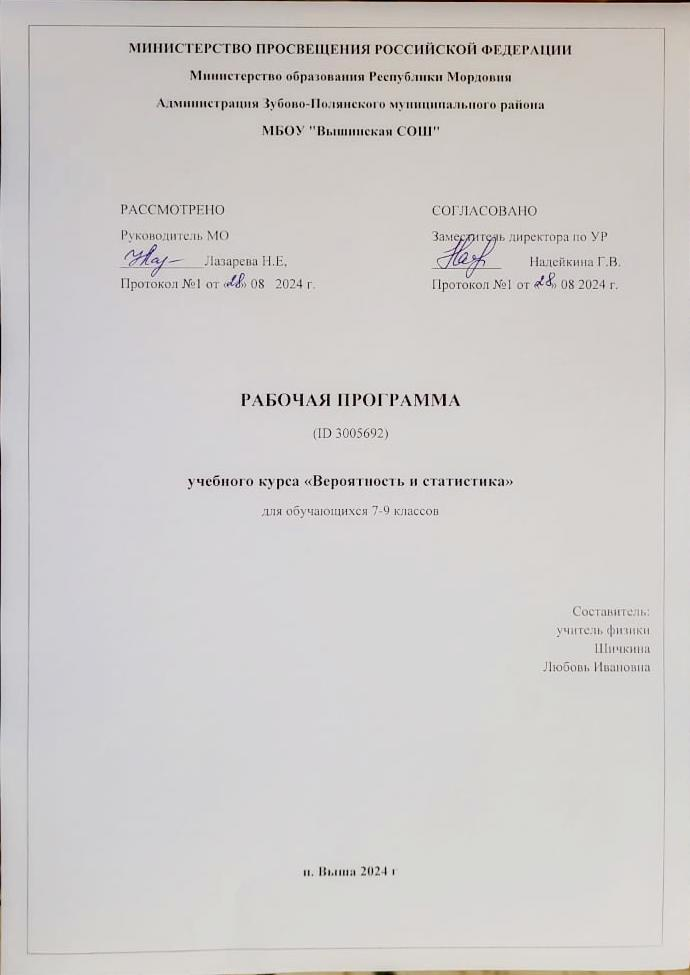 МИНИСТЕРСТВО ПРОСВЕЩЕНИЯ РОССИЙСКОЙ ФЕДЕРАЦИИ
Министерство образования Республики Мордовия
Администрация Зубово-Полянского муниципального района
МБОУ "Вышинская СОШ"
РАССМОТРЕНО
Руководитель МО
Лазарева Н.Е,
Протокол №1 от «28» 08 2024 г.
СОГЛАСОВАНО
Заместитель директора по УР
Надейкина Г.В.
Протокол №1 от «28» 08 2024 г.
РАБОЧАЯ ПРОГРАММА
(ID 3005692)
учебного курса «Вероятность и статистика»
для обучающихся 7-9 классов
Составитель:
учитель физики
Шичкина
Любовь Ивановна
п. Выша 2024 г